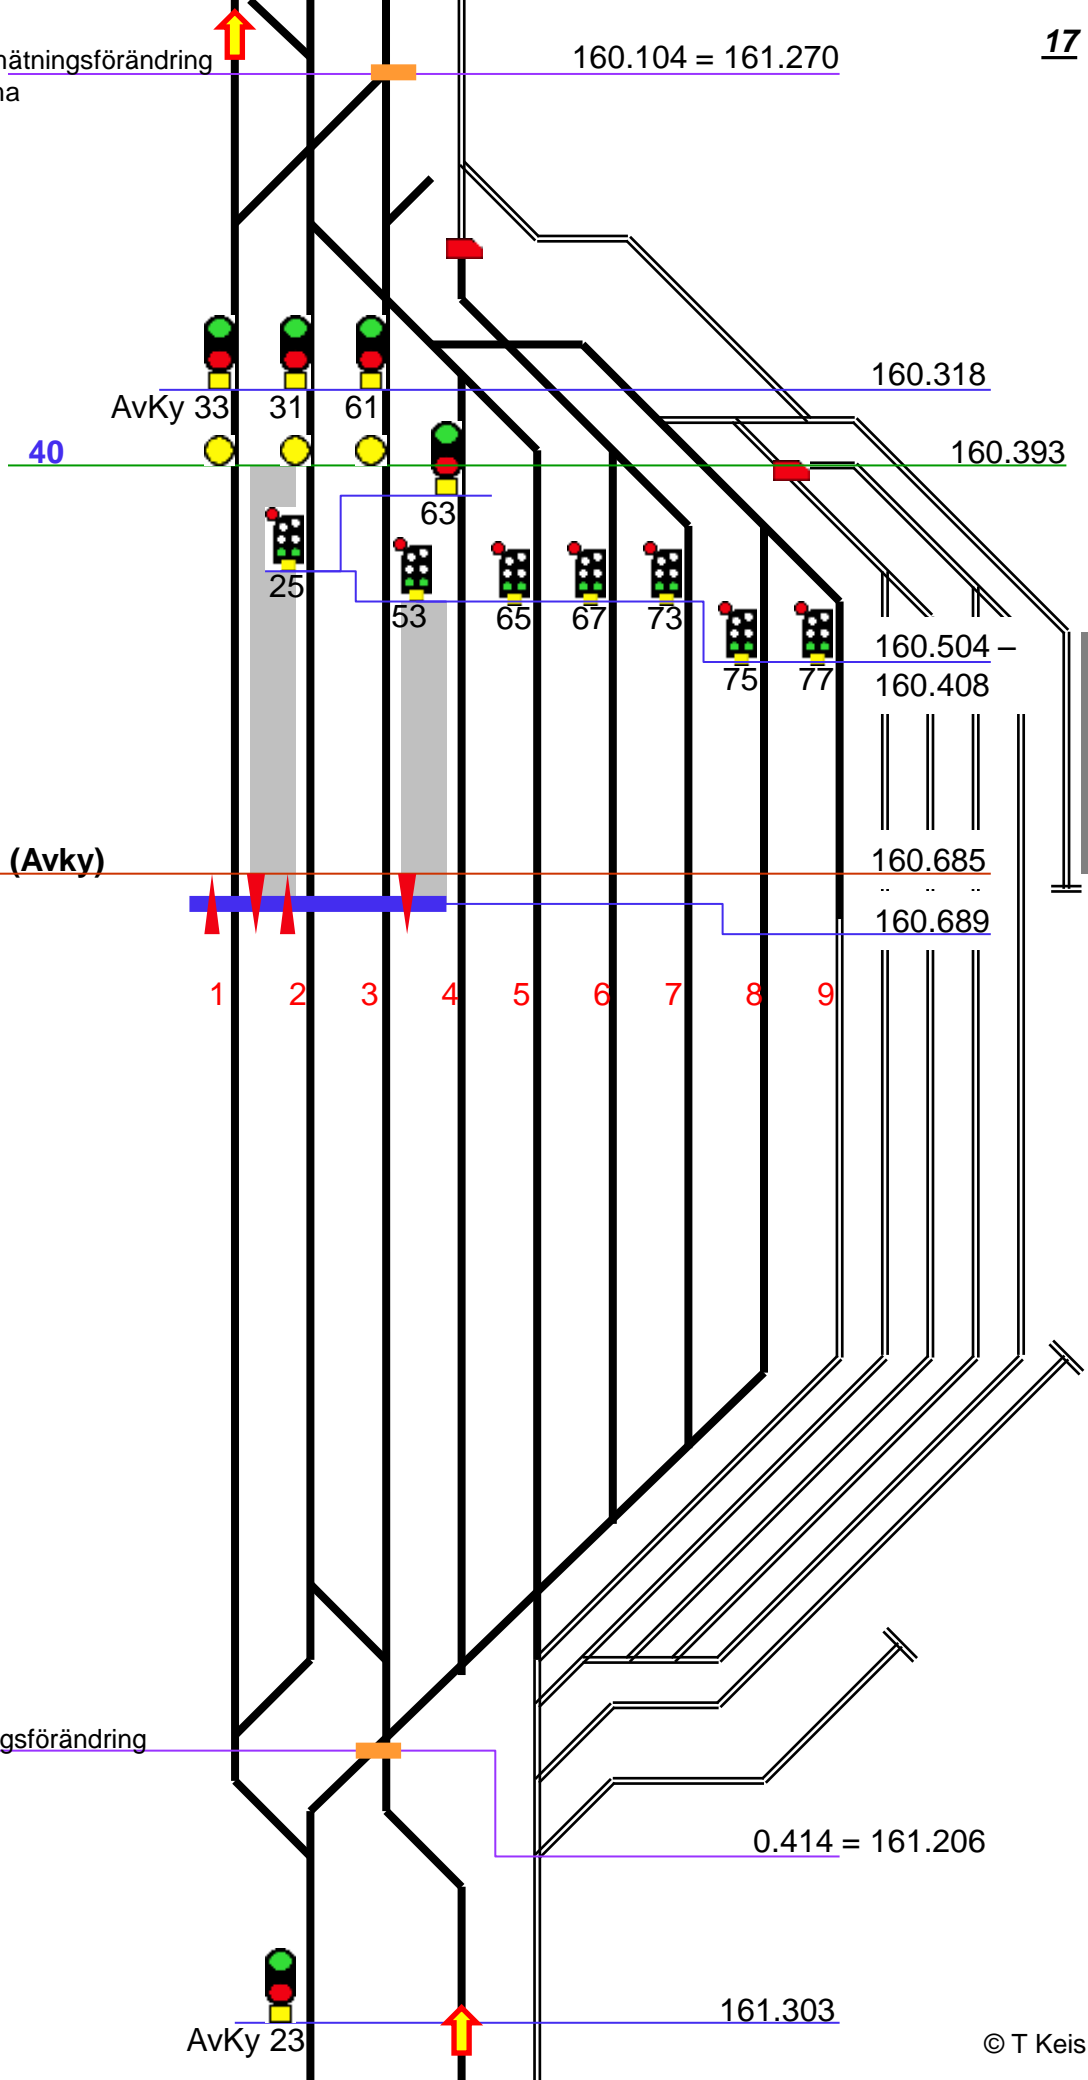 17
nätningsförändring
160.104 = 161.270
na
160.318
AvKy 33
31
61
40
160.393
63
25
53
65
67
73
160.504 –
75
77
160.408
(Avky)
160.685
160.689
1 2 3 4 5 6 7 8 9
gsförändring
0.414 = 161.206
161.303
AvKy 23
© T Keis